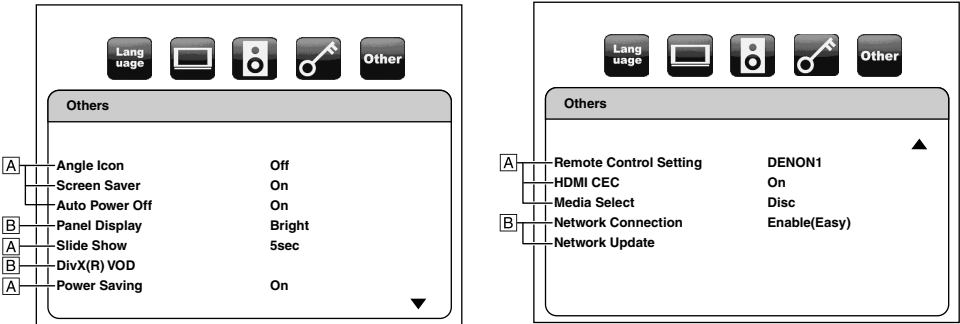 Lang
uage
Other
Others
A Angle Icon Off
Screen Saver On
Auto Power Off On
B Panel Display Bright
A Slide Show 5sec
B DivX(R) VOD
A Power Saving On
Lang
uage
Other
Others
A Remote Control Setting DENON1
HDMI CEC On
Media Select Disc
B Network Connection Enable(Easy)
Network Update